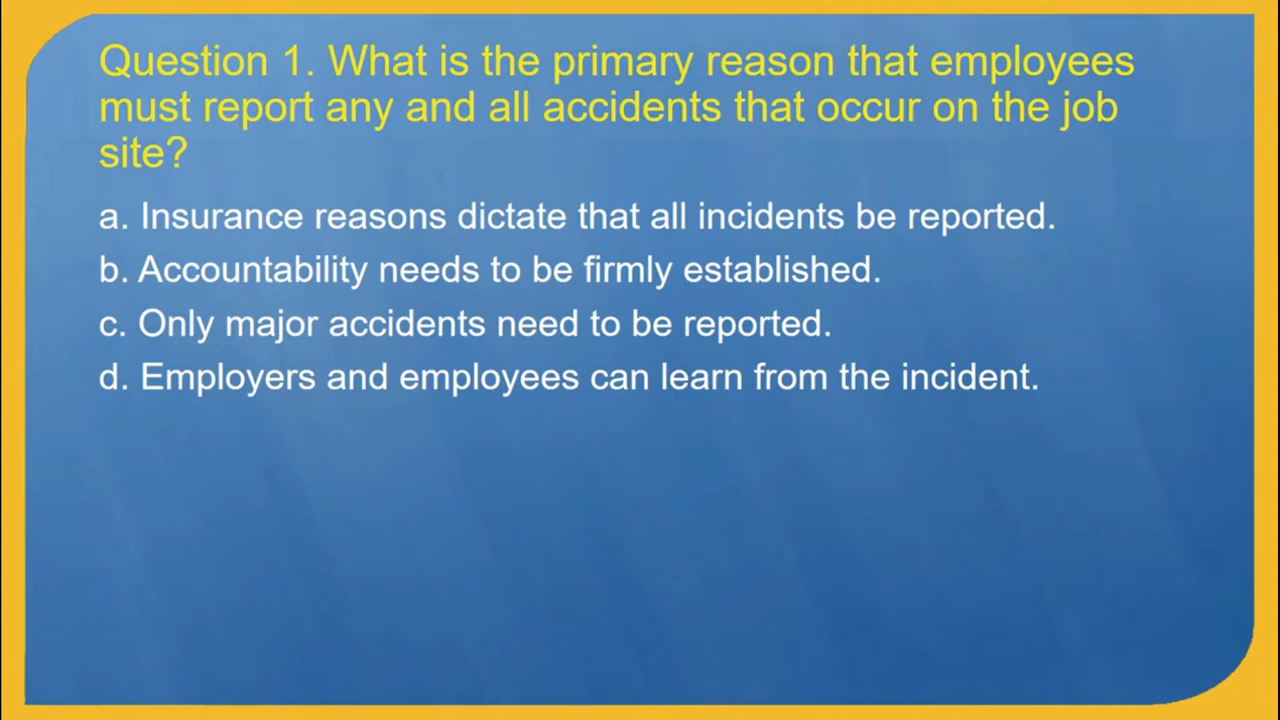 Question 1. What is the primary reason that employees
must report any and all accidents that occur on the job
site?
a. Insurance reasons dictate that all incidents be reported.
b. Accountability needs to be firmly established.
c. Only major accidents need to be reported.
d. Employers and employees can learn from the incident.